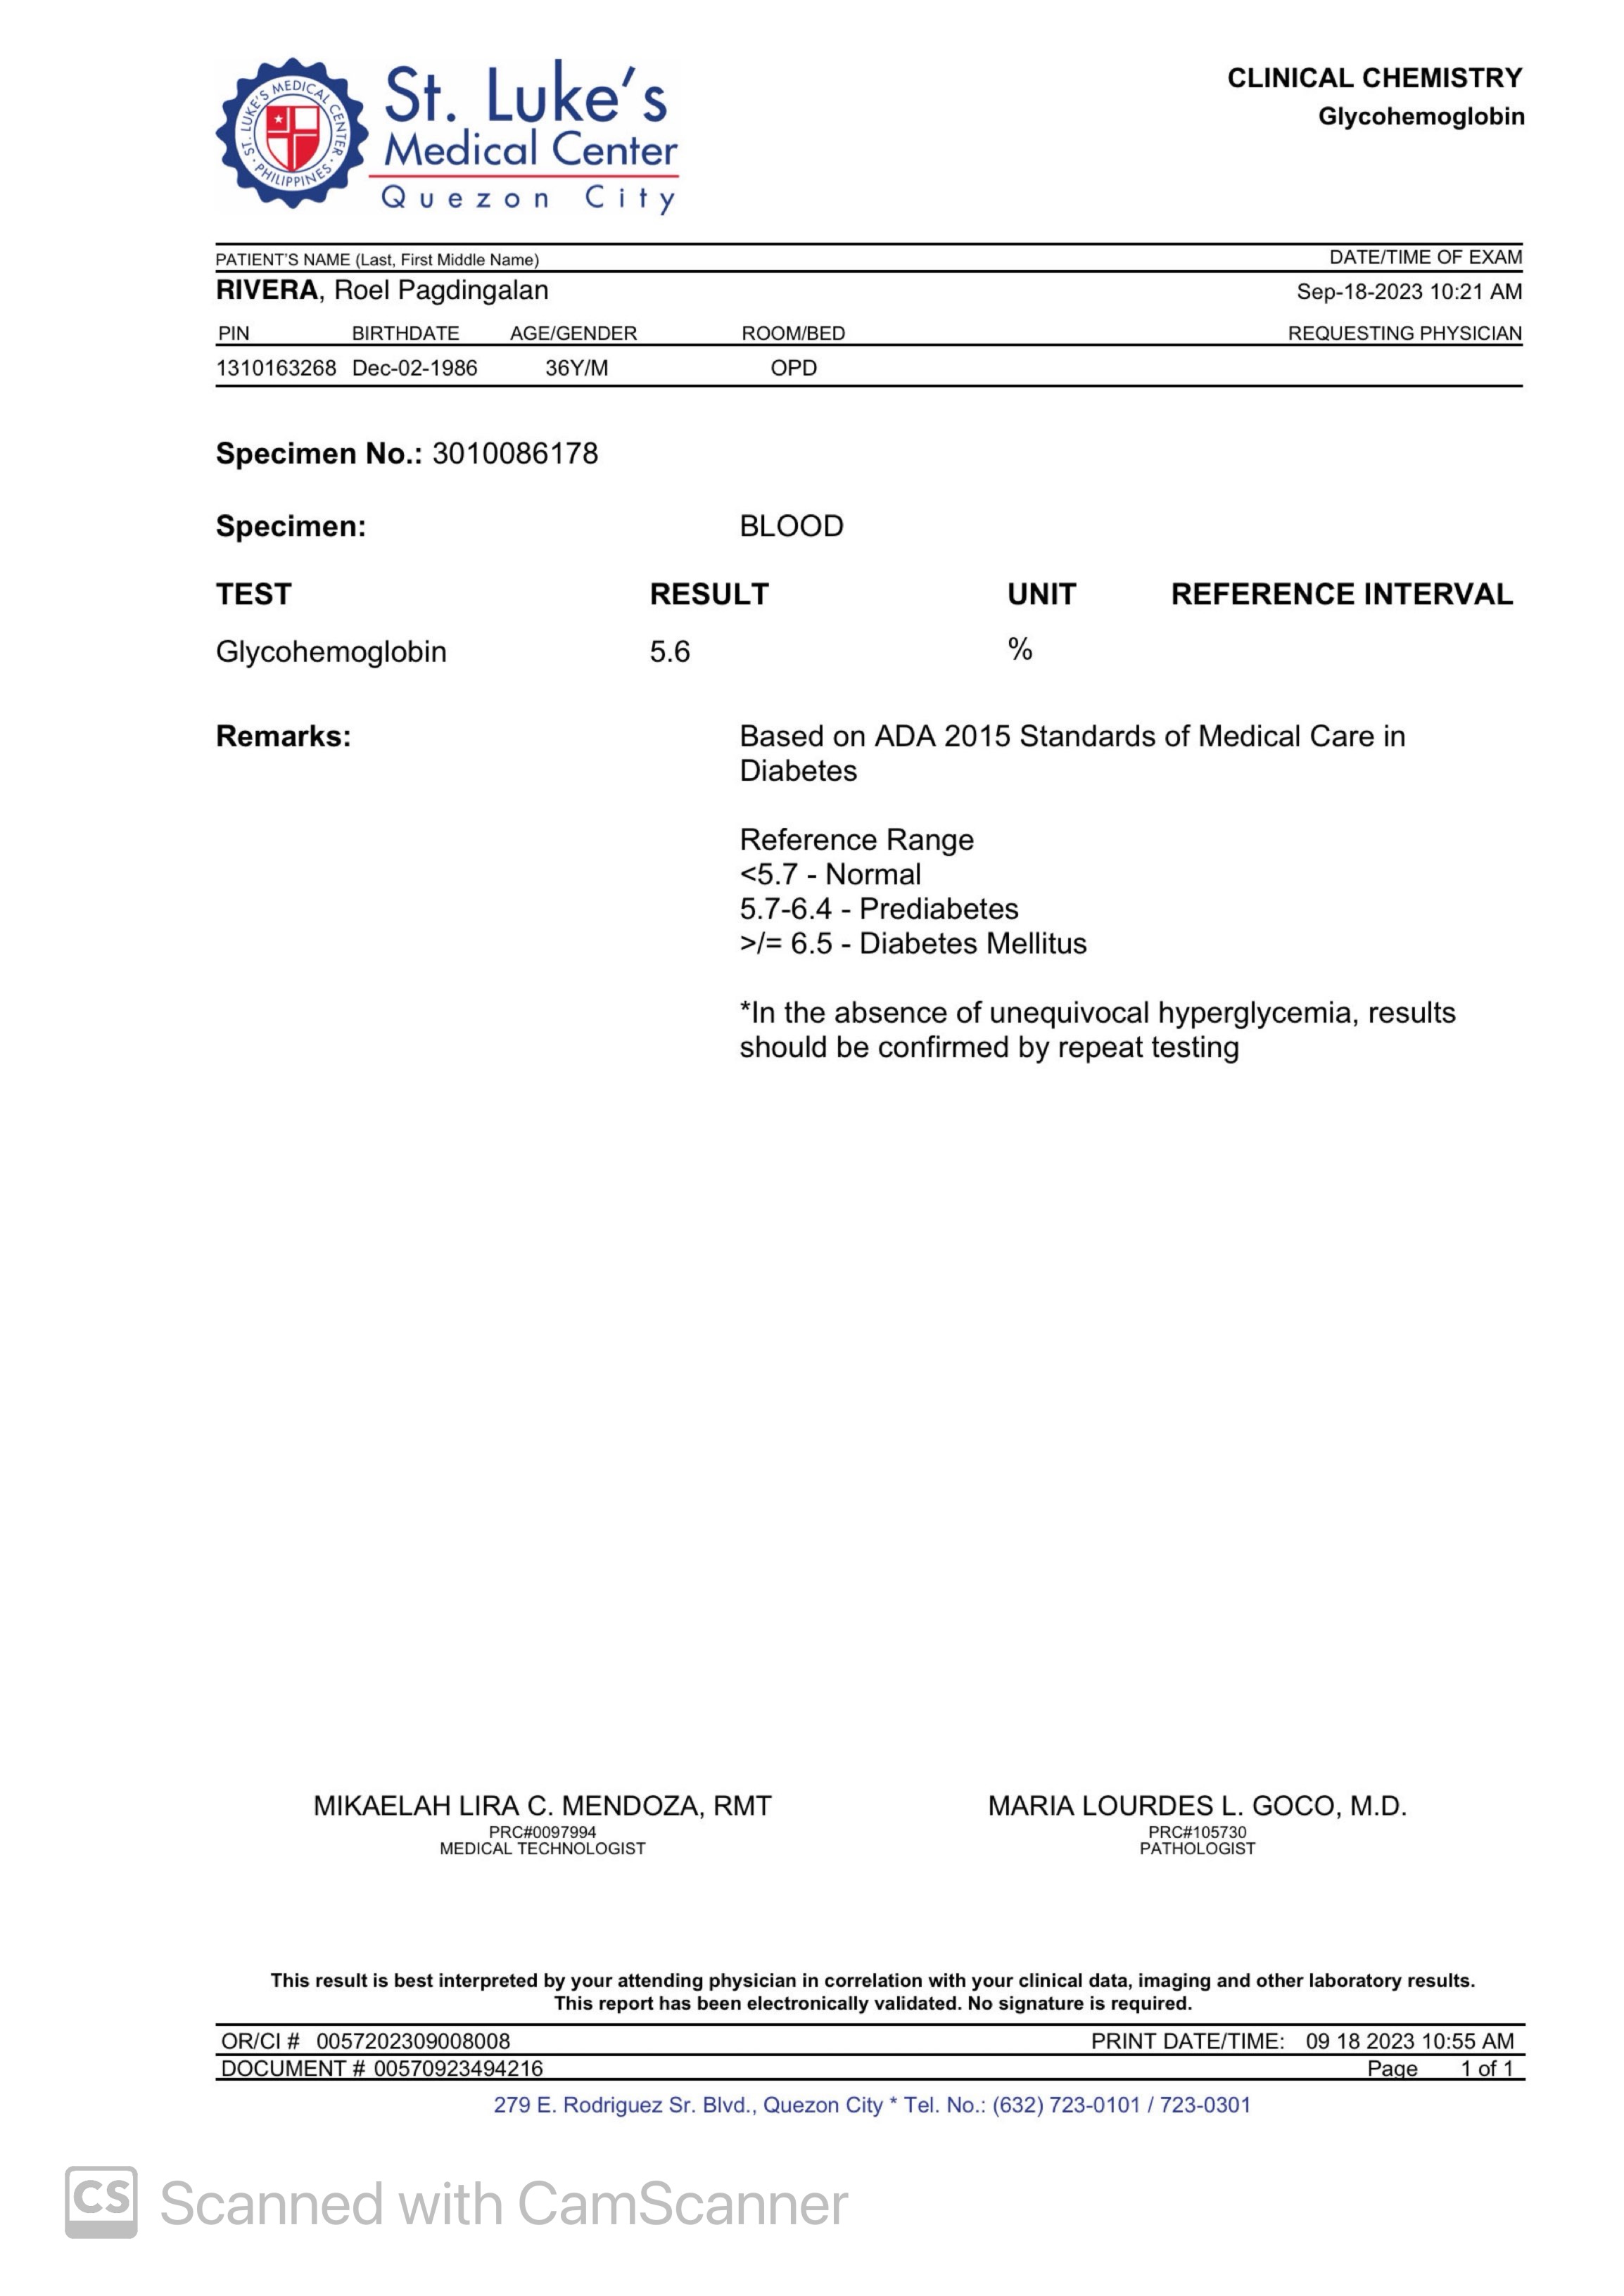 ST. LUKE'S MEDICAL CENTER · PHILIPPINES ·
St. Luke's
Medical Center
Quezon City
CLINICAL CHEMISTRY
Glycohemoglobin
PATIENT'S NAME (Last, First Middle Name) DATE/TIME OF EXAM
RIVERA, Roel Pagdingalan Sep-18-2023 10:21 AM
PIN BIRTHDATE AGE/GENDER ROOM/BED REQUESTING PHYSICIAN
1310163268 Dec-02-1986 36Y/M OPD
Specimen No.: 3010086178
Specimen: BLOOD
TEST RESULT UNIT REFERENCE INTERVAL
Glycohemoglobin 5.6 %
Remarks: Based on ADA 2015 Standards of Medical Care in
Diabetes
Reference Range
<5.7 - Normal
5.7-6.4 - Prediabetes
>/= 6.5 - Diabetes Mellitus
*In the absence of unequivocal hyperglycemia, results
should be confirmed by repeat testing
MIKAELAH LIRA C. MENDOZA, RMT MARIA LOURDES L. GOCO, M.D.
PRC#0097994 PRC#105730
MEDICAL TECHNOLOGIST PATHOLOGIST
This result is best interpreted by your attending physician in correlation with your clinical data, imaging and other laboratory results.
This report has been electronically validated. No signature is required.
OR/CI # 0057202309008008 PRINT DATE/TIME: 09 18 2023 10:55 AM
DOCUMENT # 00570923494216 Page 1 of 1
279 E. Rodriguez Sr. Blvd., Quezon City * Tel. No.: (632) 723-0101 / 723-0301
CS Scanned with CamScanner